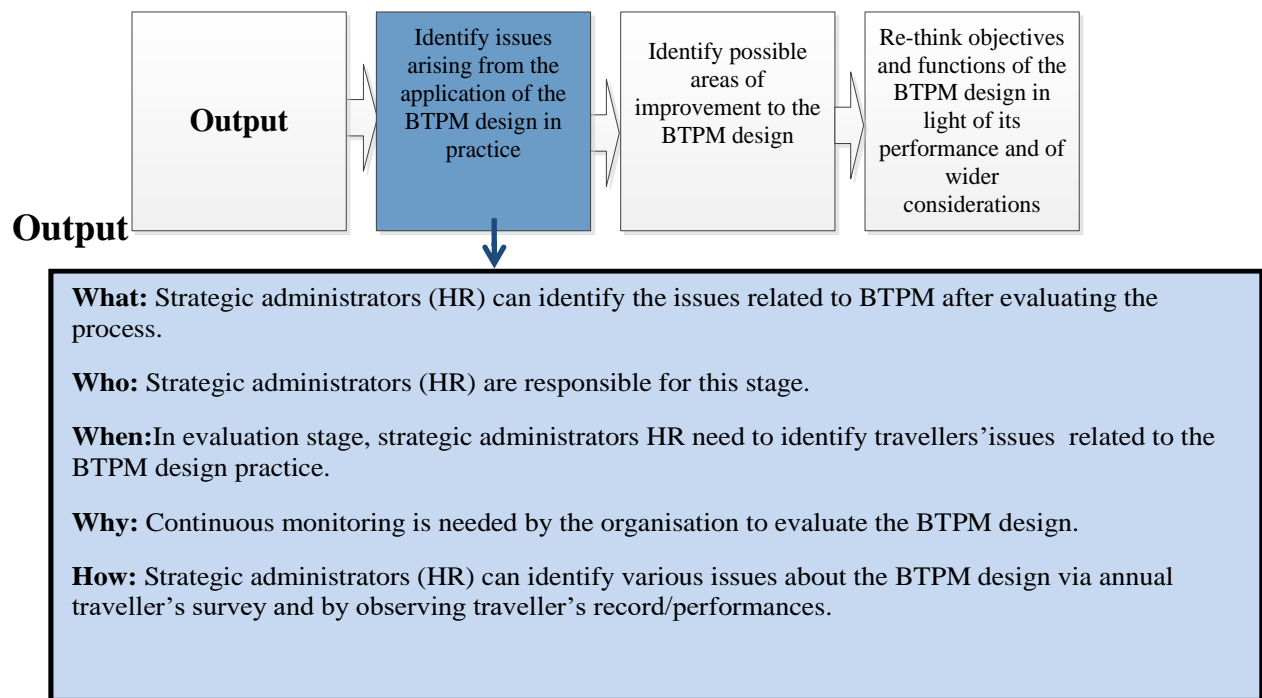 Output
Identify issues
arising from the
application of the
BTPM design in
practice
Identify possible
areas of
improvement to the
BTPM design
Re-think objectives
and functions of the
BTPM design in
light of its
performance and of
wider
considerations
Output
What: Strategic administrators (HR) can identify the issues related to BTPM after evaluating the
process.
Who: Strategic administrators (HR) are responsible for this stage.
When:In evaluation stage, strategic administrators HR need to identify travellers’issues related to the
BTPM design practice.
Why: Continuous monitoring is needed by the organisation to evaluate the BTPM design.
How: Strategic administrators (HR) can identify various issues about the BTPM design via annual
traveller’s survey and by observing traveller’s record/performances.